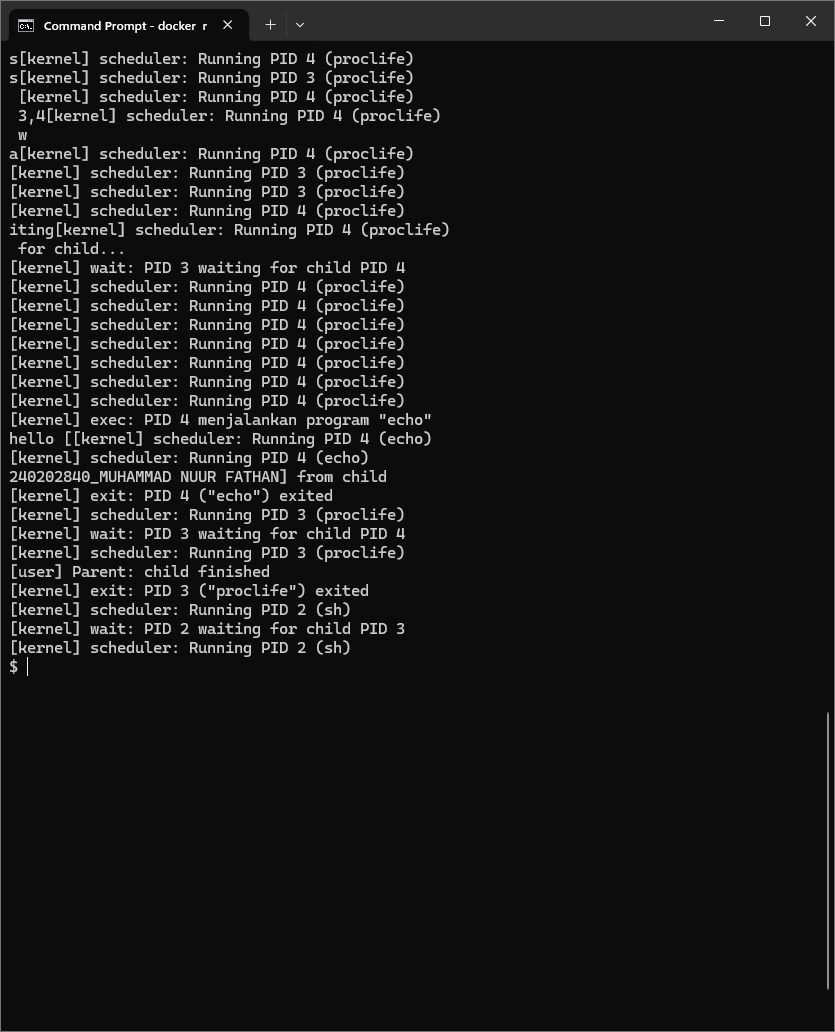 Command Prompt - docker  r
s[kernel] scheduler: Running PID 4 (proclife)
s[kernel] scheduler: Running PID 3 (proclife)
 [kernel] scheduler: Running PID 4 (proclife)
 3,4[kernel] scheduler: Running PID 4 (proclife)
 w
a[kernel] scheduler: Running PID 4 (proclife)
[kernel] scheduler: Running PID 3 (proclife)
[kernel] scheduler: Running PID 3 (proclife)
[kernel] scheduler: Running PID 4 (proclife)
iting[kernel] scheduler: Running PID 4 (proclife)
 for child...
[kernel] wait: PID 3 waiting for child PID 4
[kernel] scheduler: Running PID 4 (proclife)
[kernel] scheduler: Running PID 4 (proclife)
[kernel] scheduler: Running PID 4 (proclife)
[kernel] scheduler: Running PID 4 (proclife)
[kernel] scheduler: Running PID 4 (proclife)
[kernel] scheduler: Running PID 4 (proclife)
[kernel] scheduler: Running PID 4 (proclife)
[kernel] exec: PID 4 menjalankan program "echo"
hello [[kernel] scheduler: Running PID 4 (echo)
[kernel] scheduler: Running PID 4 (echo)
240202840_MUHAMMAD NUUR FATHAN] from child
[kernel] exit: PID 4 ("echo") exited
[kernel] scheduler: Running PID 3 (proclife)
[kernel] wait: PID 3 waiting for child PID 4
[kernel] scheduler: Running PID 3 (proclife)
[user] Parent: child finished
[kernel] exit: PID 3 ("proclife") exited
[kernel] scheduler: Running PID 2 (sh)
[kernel] wait: PID 2 waiting for child PID 3
[kernel] scheduler: Running PID 2 (sh)
$